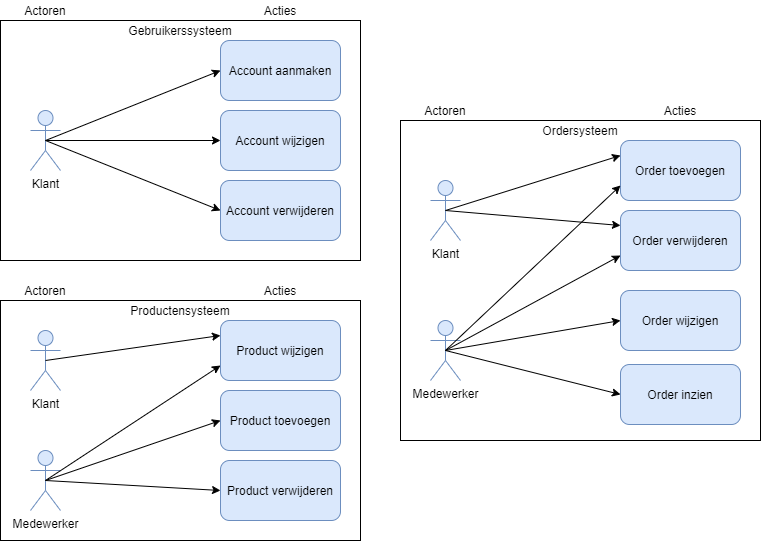 Actoren
Acties
Gebruikerssysteem
Account aanmaken
Account wijzigen
Klant
Account verwijderen
Actoren
Acties
Productensysteem
Product wijzigen
Klant
Product toevoegen
Product verwijderen
Medewerker
Actoren
Acties
Ordersysteem
Order toevoegen
Order verwijderen
Klant
Order wijzigen
Medewerker
Order inzien